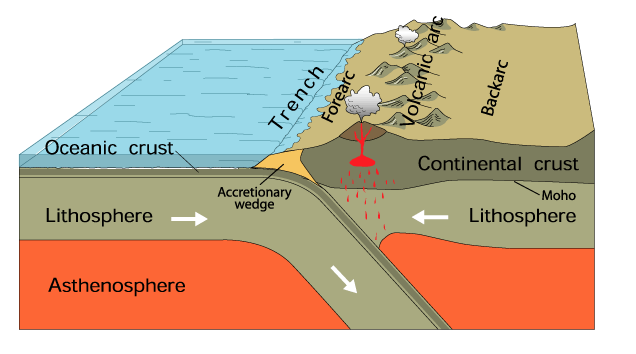 Trench
Forearc
Volcanic arc
Backarc
Oceanic crust
Continental crust
Accretionary
wedge
Moho
Lithosphere
Lithosphere
Asthenosphere